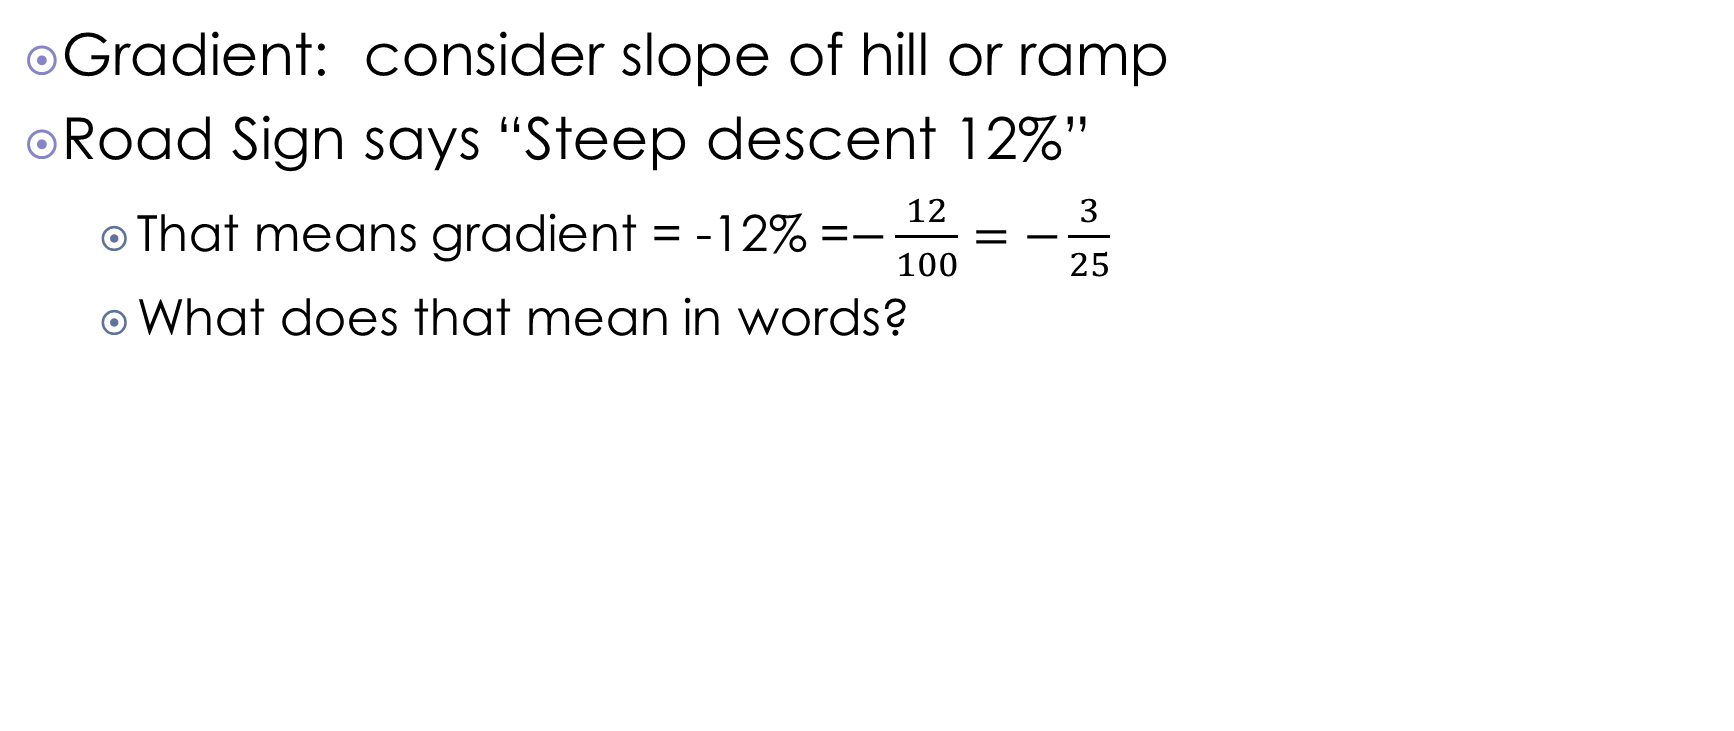 ⊙Gradient:  consider slope of hill or ramp
⊙Road Sign says “Steep descent 12%”
⊙That means gradient = -12% =−12/100 = −3/25
⊙What does that mean in words?